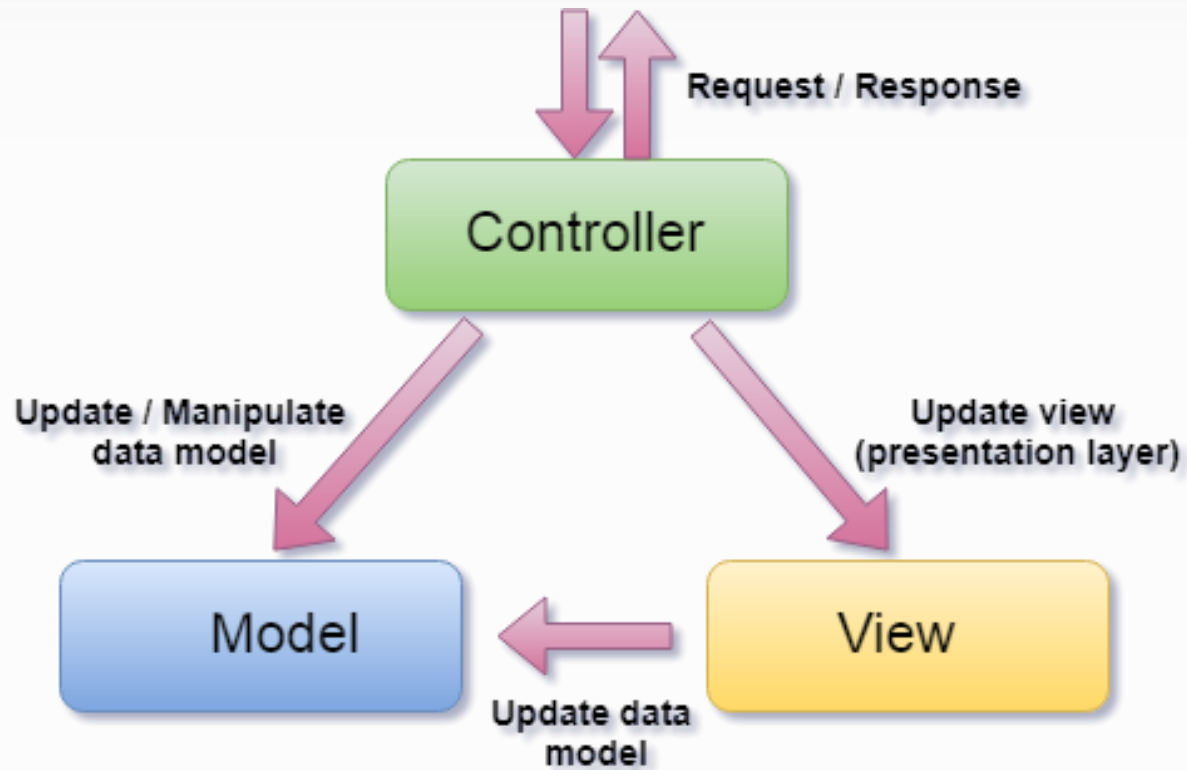 Request / Response
Controller
Update / Manipulate
data model
Update view
(presentation layer)
Model
View
Update data
model